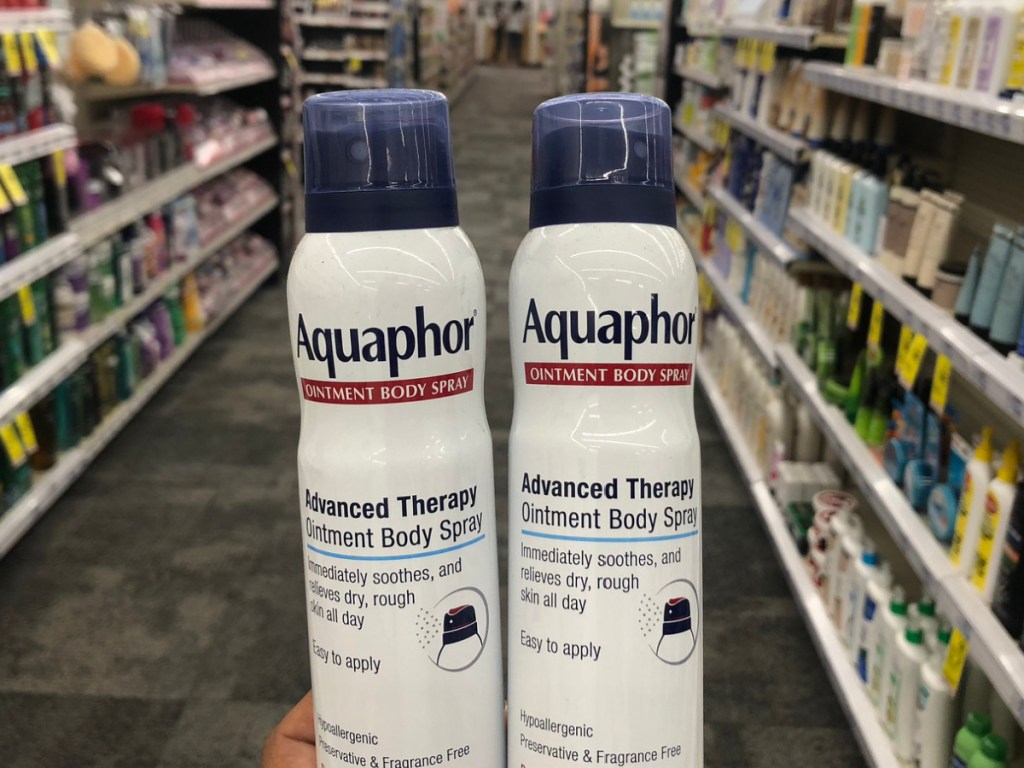 Aquaphor
OINTMENT BODY SPRAY
Advanced Therapy
Ointment Body Spray
Immediately soothes, and
relieves dry, rough
skin all day
Easy to apply
Hypoallergenic
Preservative & Fragrance Free
Aquaphor
OINTMENT BODY SPRAY
Advanced Therapy
Ointment Body Spray
Immediately soothes, and
relieves dry, rough
skin all day
Easy to apply
Hypoallergenic
Preservative & Fragrance Free